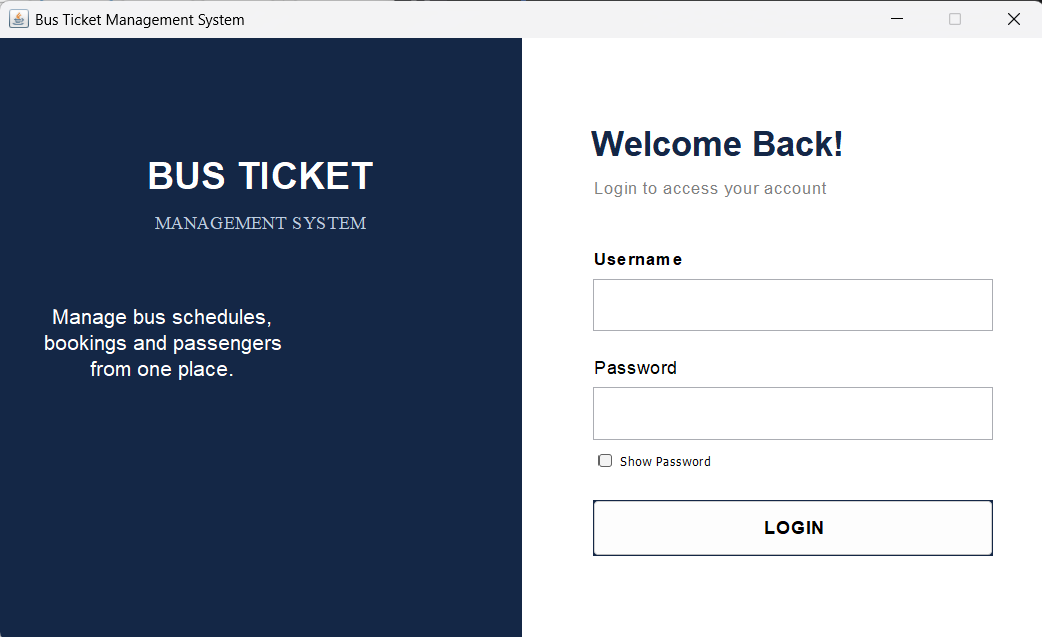 Bus Ticket Management System
BUS TICKET
MANAGEMENT SYSTEM
Manage bus schedules,
bookings and passengers
from one place.
Welcome Back!
Login to access your account
Username
Password
Show Password
LOGIN